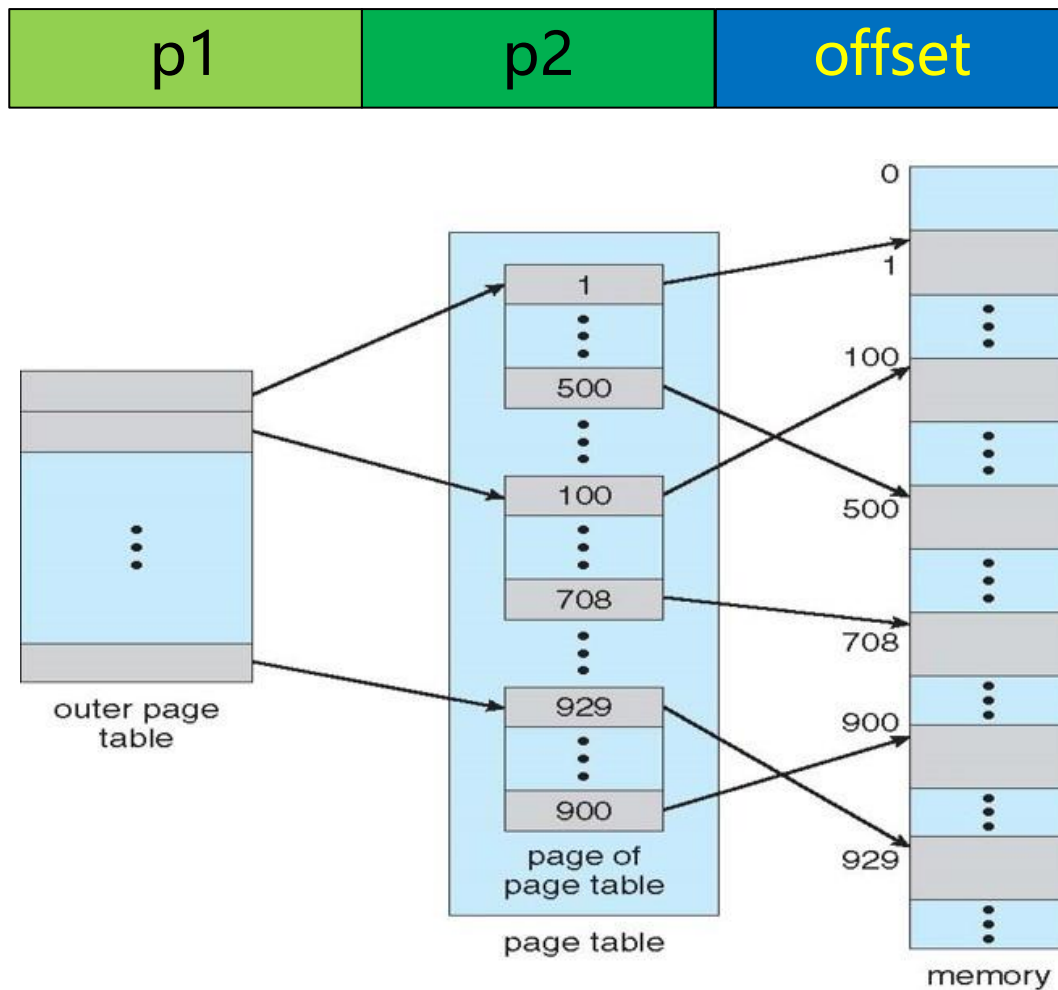 p1
p2
offset
0
1
100
500
708
900
929
1
500
100
708
929
900
outer page
table
page of
page table
page table
memory